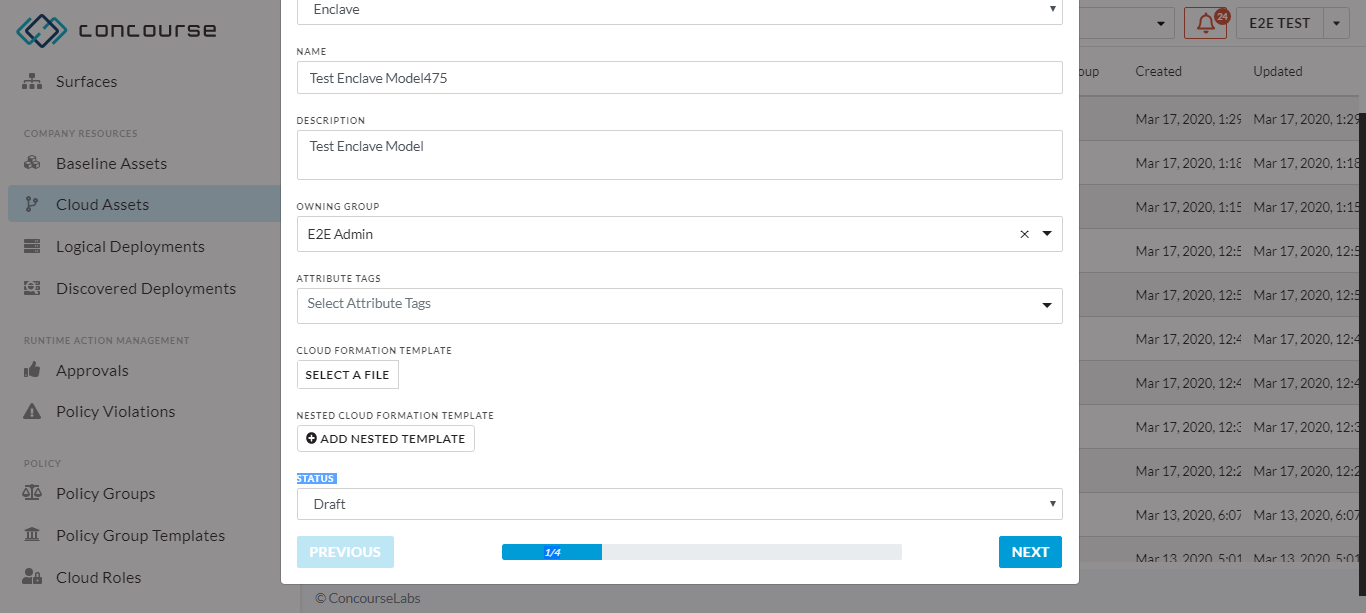 concourse
Surfaces
COMPANY RESOURCES
Baseline Assets
Cloud Assets
Logical Deployments
Discovered Deployments
RUNTIME ACTION MANAGEMENT
Approvals
Policy Violations
POLICY
Policy Groups
Policy Group Templates
Cloud Roles
Enclave
NAME
Test Enclave Model475
DESCRIPTION
Test Enclave Model
OWNING GROUP
E2E Admin
ATTRIBUTE TAGS
Select Attribute Tags
CLOUD FORMATION TEMPLATE
SELECT A FILE
NESTED CLOUD FORMATION TEMPLATE
ADD NESTED TEMPLATE
STATUS
Draft
PREVIOUS 1/4 NEXT
© ConcourseLabs
24 E2E TEST
oup Created Updated
Mar 17, 2020, 1:29 Mar 17, 2020, 1:29
Mar 17, 2020, 1:18 Mar 17, 2020, 1:18
Mar 17, 2020, 1:15 Mar 17, 2020, 1:15
Mar 17, 2020, 12:5 Mar 17, 2020, 12:5
Mar 17, 2020, 12:5 Mar 17, 2020, 12:5
Mar 17, 2020, 12:4 Mar 17, 2020, 12:4
Mar 17, 2020, 12:4 Mar 17, 2020, 12:4
Mar 17, 2020, 12:3 Mar 17, 2020, 12:3
Mar 17, 2020, 12:2 Mar 17, 2020, 12:2
Mar 13, 2020, 6:07 Mar 13, 2020, 6:07
Mar 13, 2020, 5:01 Mar 13, 2020, 5:01